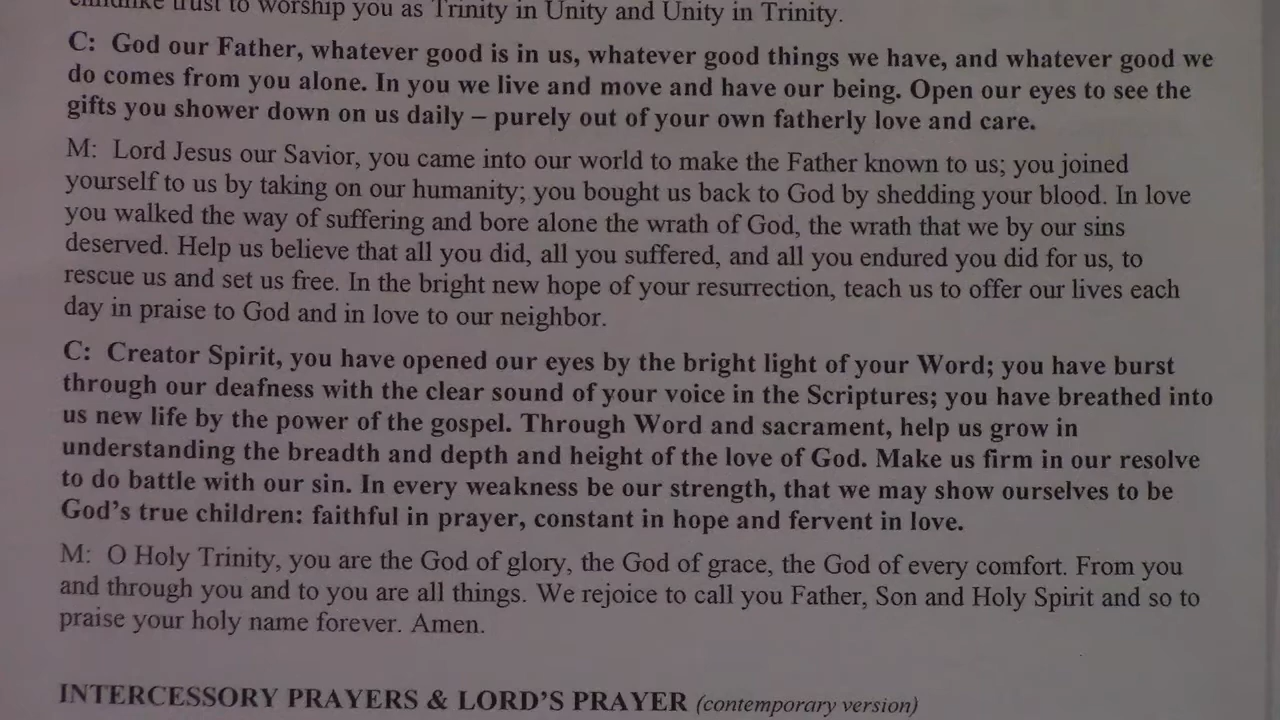 childlike trust to worship you as Trinity in Unity and Unity in Trinity.
C: God our Father, whatever good is in us, whatever good things we have, and whatever good we
do comes from you alone. In you we live and move and have our being. Open our eyes to see the
gifts you shower down on us daily – purely out of your own fatherly love and care.
M: Lord Jesus our Savior, you came into our world to make the Father known to us; you joined
yourself to us by taking on our humanity; you bought us back to God by shedding your blood. In love
you walked the way of suffering and bore alone the wrath of God, the wrath that we by our sins
deserved. Help us believe that all you did, all you suffered, and all you endured you did for us, to
rescue us and set us free. In the bright new hope of your resurrection, teach us to offer our lives each
day in praise to God and in love to our neighbor.
C: Creator Spirit, you have opened our eyes by the bright light of your Word; you have burst
through our deafness with the clear sound of your voice in the Scriptures; you have breathed into
us new life by the power of the gospel. Through Word and sacrament, help us grow in
understanding the breadth and depth and height of the love of God. Make us firm in our resolve
to do battle with our sin. In every weakness be our strength, that we may show ourselves to be
God's true children: faithful in prayer, constant in hope and fervent in love.
M: O Holy Trinity, you are the God of glory, the God of grace, the God of every comfort. From you
and through you and to you are all things. We rejoice to call you Father, Son and Holy Spirit and so to
praise your holy name forever. Amen.
INTERCESSORY PRAYERS & LORD'S PRAYER (contemporary version)